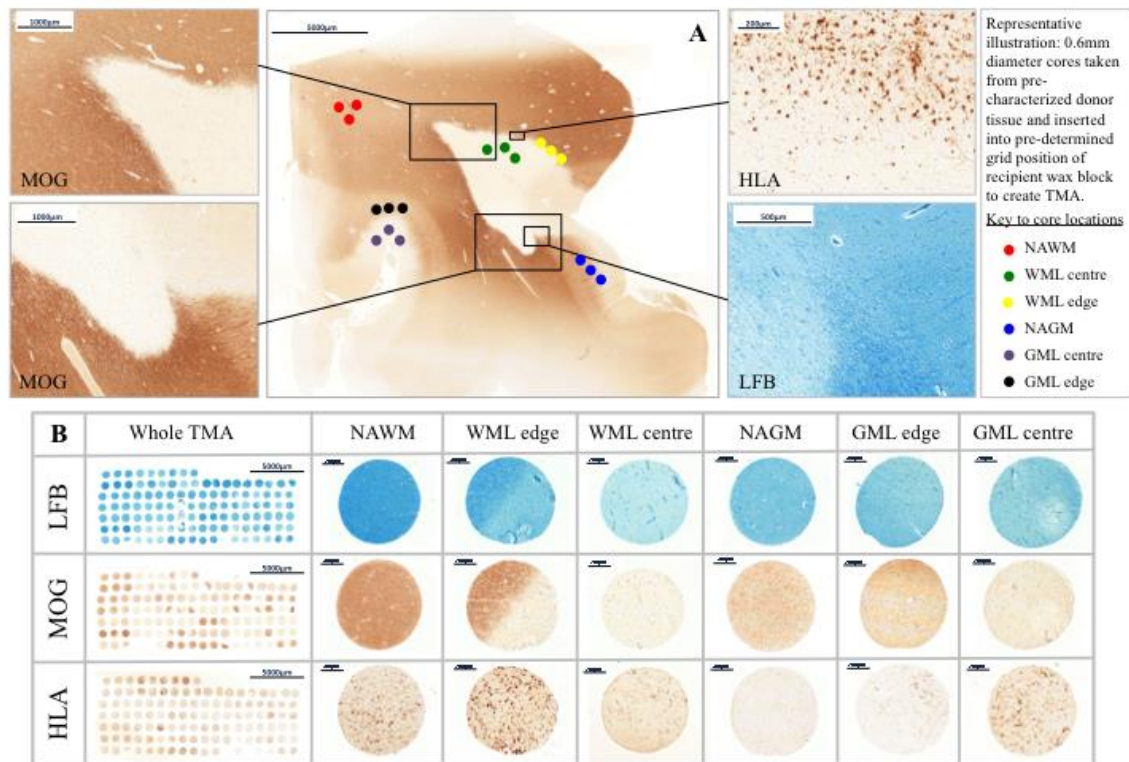 1000µm
MOG
1000µm
MOG
5000µm
A
200µm
HLA
500µm
LFB
Representative
illustration: 0.6mm
diameter cores taken
from pre-
characterized donor
tissue and inserted
into pre-determined
grid position of
recipient wax block
to create TMA.
Key to core locations
NAWM
WML centre
WML edge
NAGM
GML centre
GML edge
B Whole TMA NAWM WML edge WML centre NAGM GML edge GML centre
LFB
5000µm
MOG
5000µm
HLA
5000µm